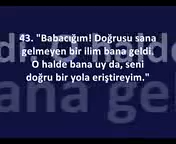 43. "Babacığım! Doğrusu sana
gelmeyen bir ilim bana geldi.
O halde bana uy da, seni
doğru bir yola eriştireyim."